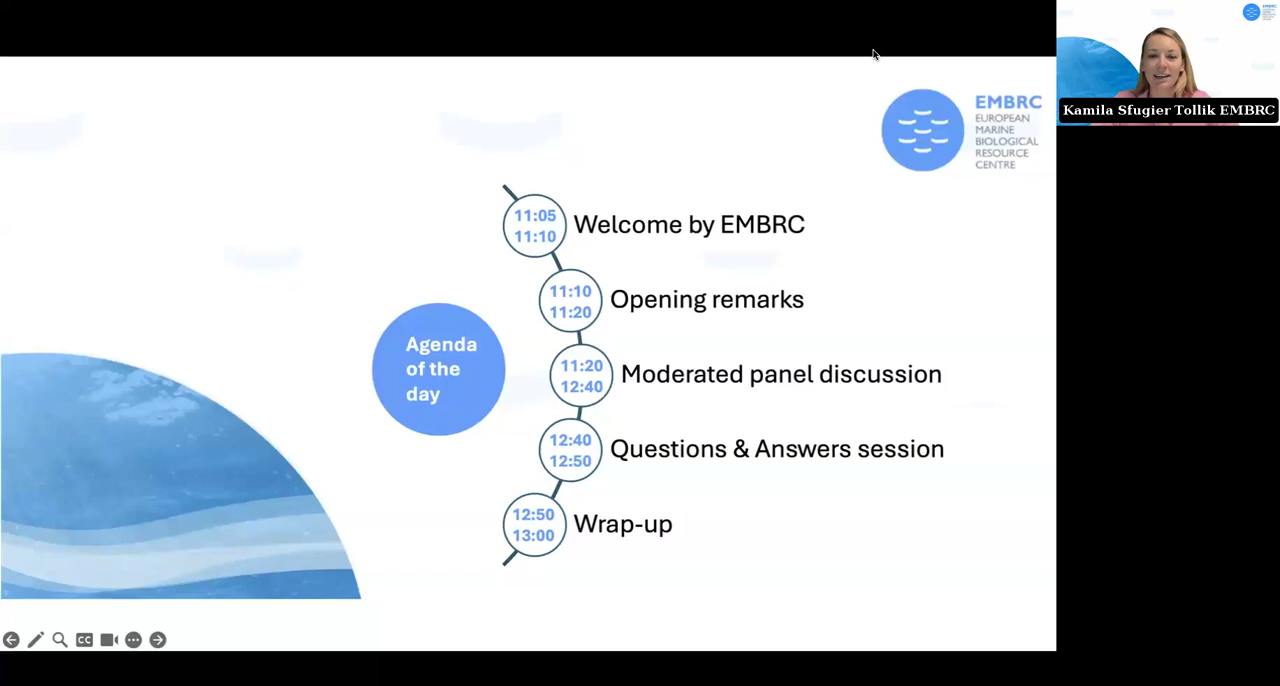 EMBRC
EUROPEAN
MARINE
BIOLOGICAL
RESOURCE
CENTRE
11:05
11:10
Welcome by EMBRC
11:10
11:20
Opening remarks
Agenda
of the
day
11:20
12:40
Moderated panel discussion
12:40
12:50
Questions & Answers session
12:50
13:00
Wrap-up
CC
EMBRC
Kamila Sfugier Tollik EMBRC